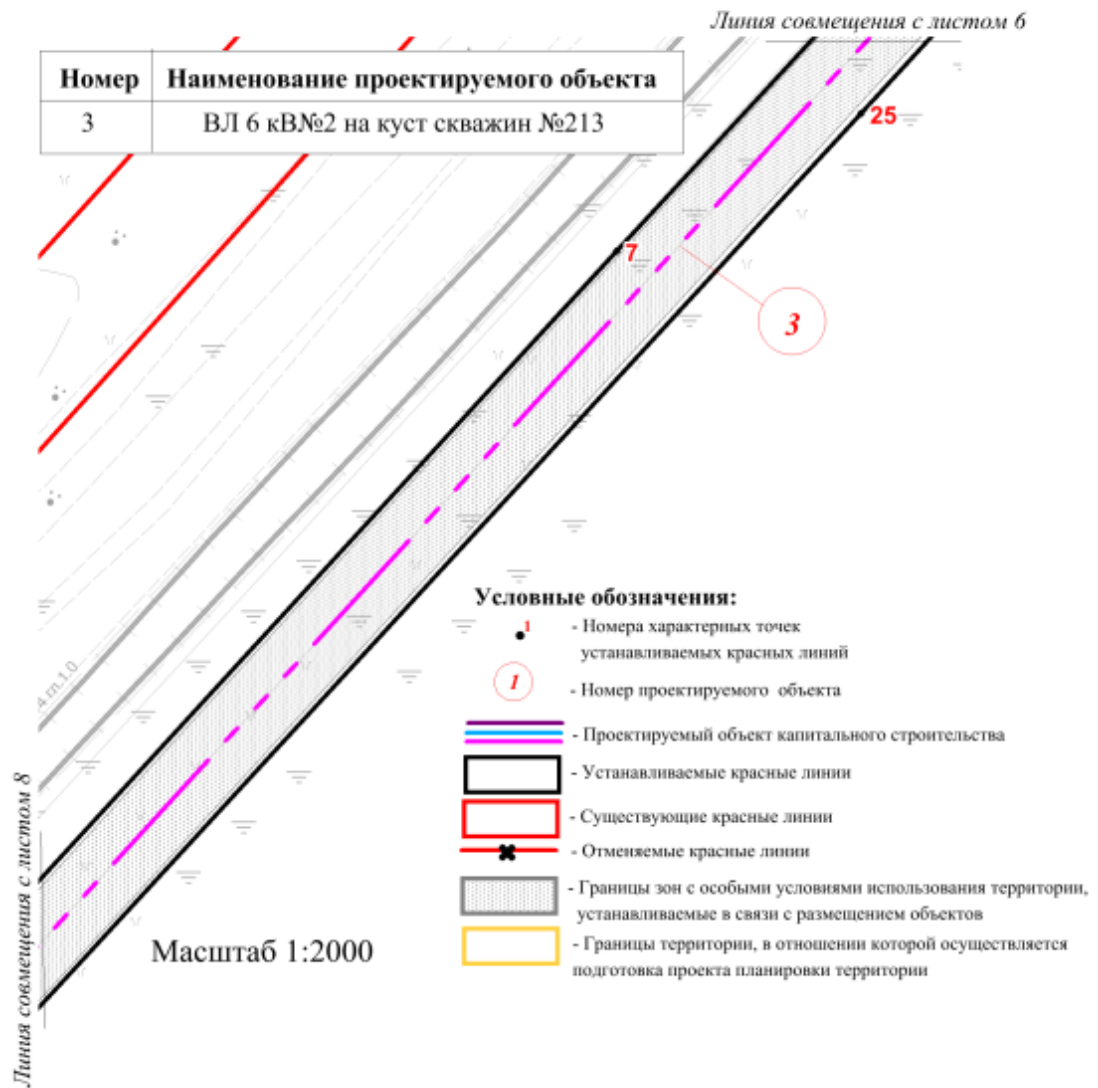 Линия совмещения с листом 6
Номер Наименование проектируемого объекта
3 ВЛ 6 кВ№2 на куст скважин №213
25
7
3
Условные обозначения:
1 - Номера характерных точек
устанавливаемых красных линий
1 - Номер проектируемого объекта
- Проектируемый объект капитального строительства
- Устанавливаемые красные линии
- Существующие красные линии
- Отменяемые красные линии
- Границы зон с особыми условиями использования территории,
устанавливаемые в связи с размещением объектов
- Границы территории, в отношении которой осуществляется
подготовка проекта планировки территории
Масштаб 1:2000
Линия совмещения с листом 8